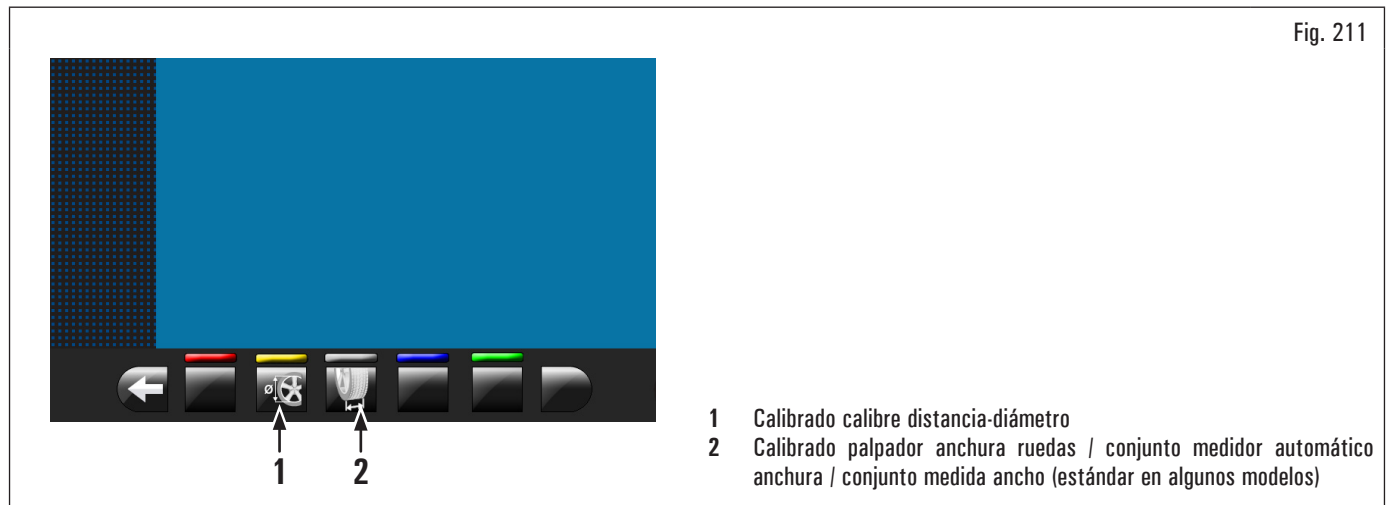 Fig. 211
ø
1 2
1 Calibrado calibre distancia-diámetro
2 Calibrado palpador anchura ruedas / conjunto medidor automático
anchura / conjunto medida ancho (estándar en algunos modelos)